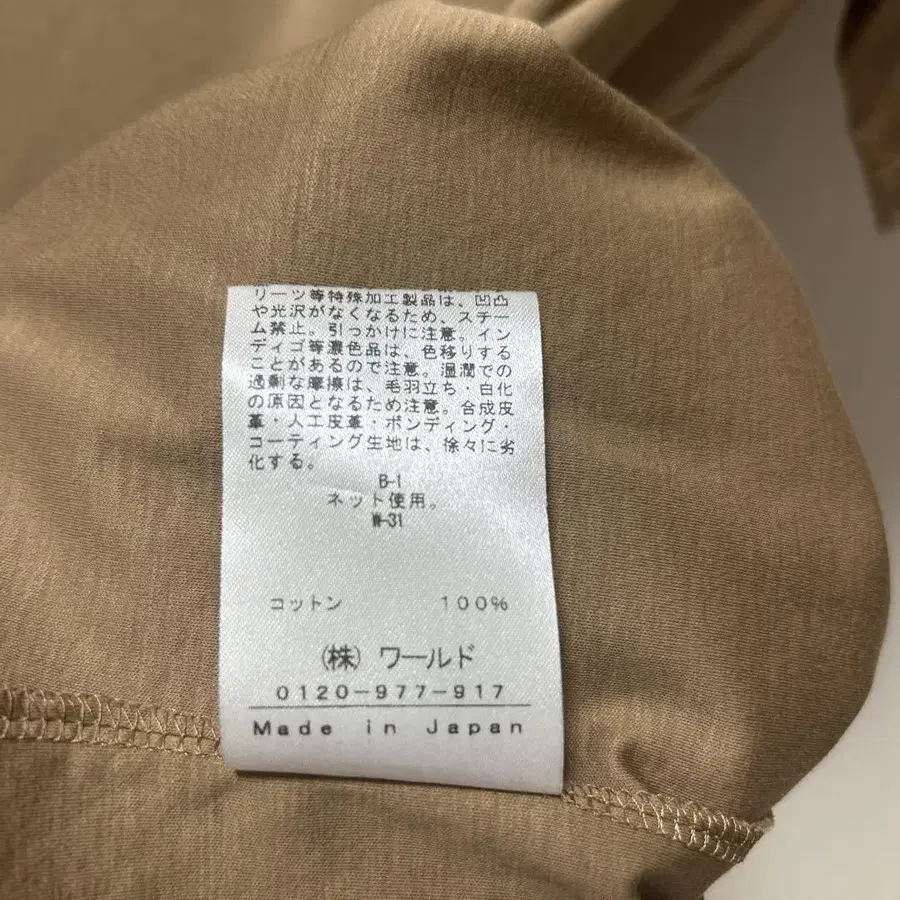 リーツ等特殊加工製品は、凹凸
や光沢がなくなるため、スチー
ム禁止。引っかけに注意。イン
ディゴ等濃色品は、色移りする
ことがあるので注意。湿潤での
過剰な摩擦は、毛羽立ち・白化
の原因となるため注意。合成皮
革・人工皮革・ボンディング・
コーティング生地は、徐々に劣
化する。
B-1
ネット使用。
W-31
コットン 100%
(株) ワールド
0120-977-917
Made in Japan